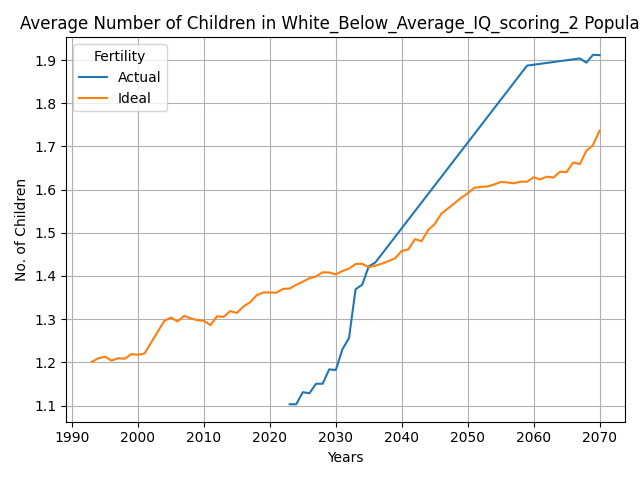 Average Number of Children in White_Below_Average_IQ_scoring_2 Popula
Fertility
Actual
Ideal
No. of Children
1.9
1.8
1.7
1.6
1.5
1.4
1.3
1.2
1.1
1990 2000 2010 2020 2030 2040 2050 2060 2070
Years